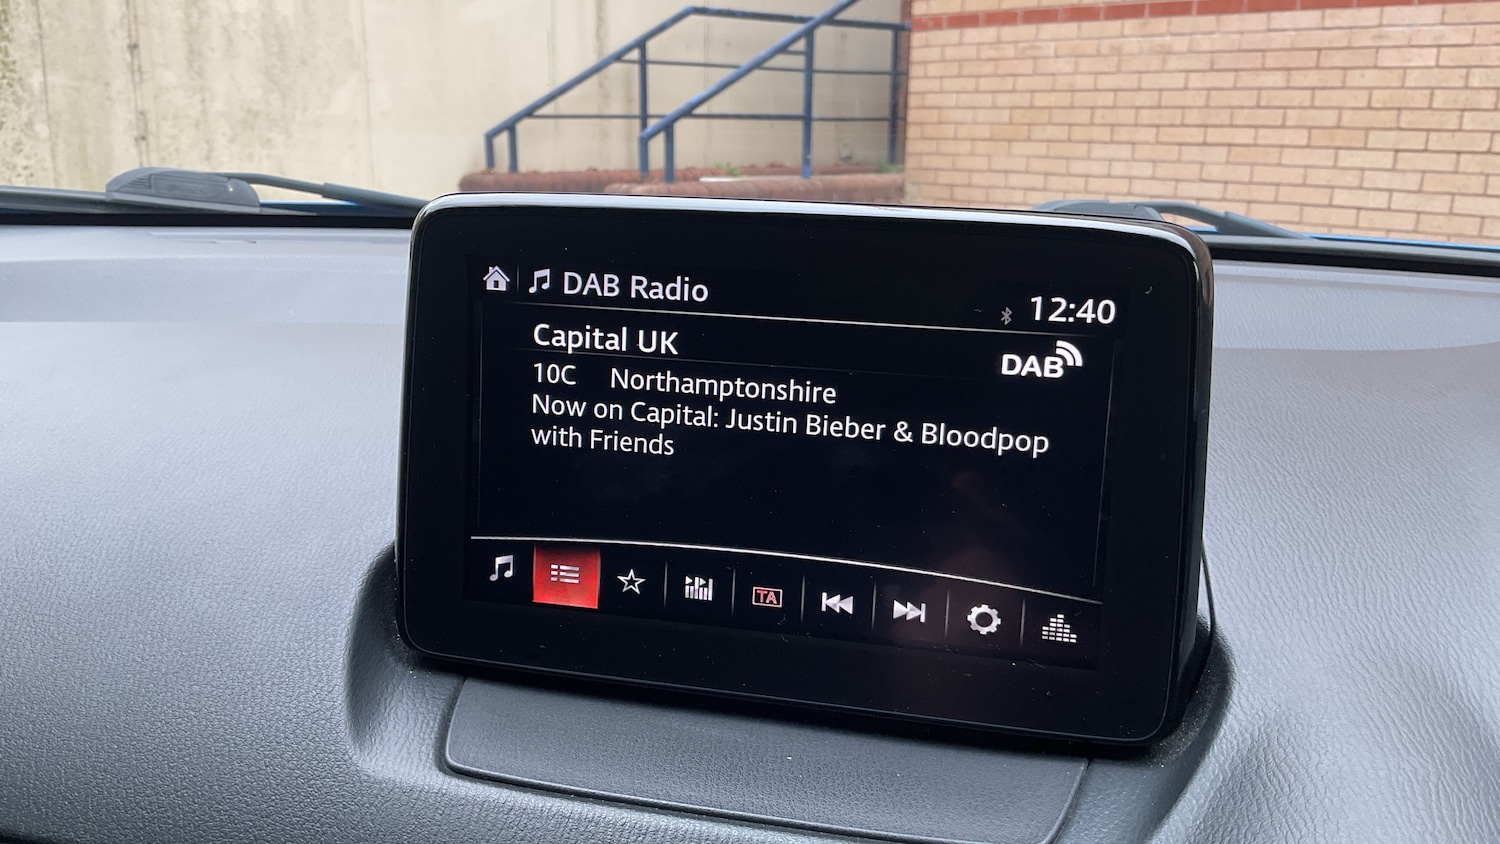 DAB Radio
12:40
Capital UK
DAB
10C Northamptonshire
Now on Capital: Justin Bieber & Bloodpop
with Friends
TA